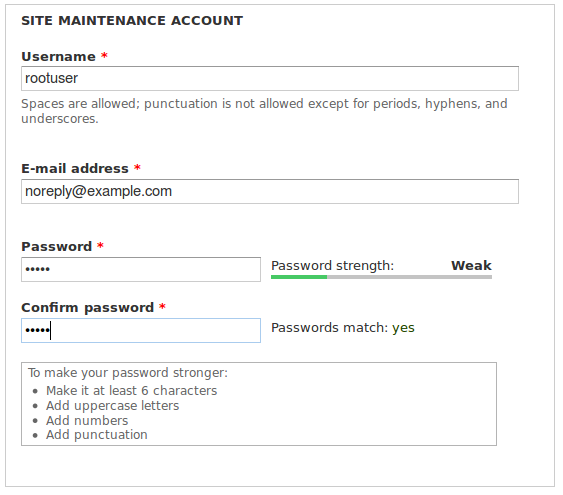 SITE MAINTENANCE ACCOUNT
Username *
rootuser
Spaces are allowed; punctuation is not allowed except for periods, hyphens, and
underscores.
E-mail address *
noreply@example.com
Password *
•••••
Password strength: Weak
Confirm password *
•••••
Passwords match: yes
To make your password stronger:
• Make it at least 6 characters
• Add uppercase letters
• Add numbers
• Add punctuation